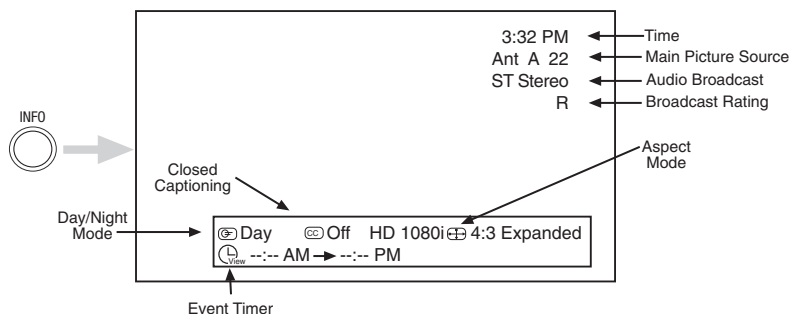 3:32 PM
Time
Ant A 22
Main Picture Source
ST Stereo
Audio Broadcast
R
Broadcast Rating
INFO
Aspect
Mode
Closed
Captioning
Day/Night
Mode
Day
CC
Off
HD 1080i
4:3 Expanded
View
--:-- AM
--:-- PM
Event Timer